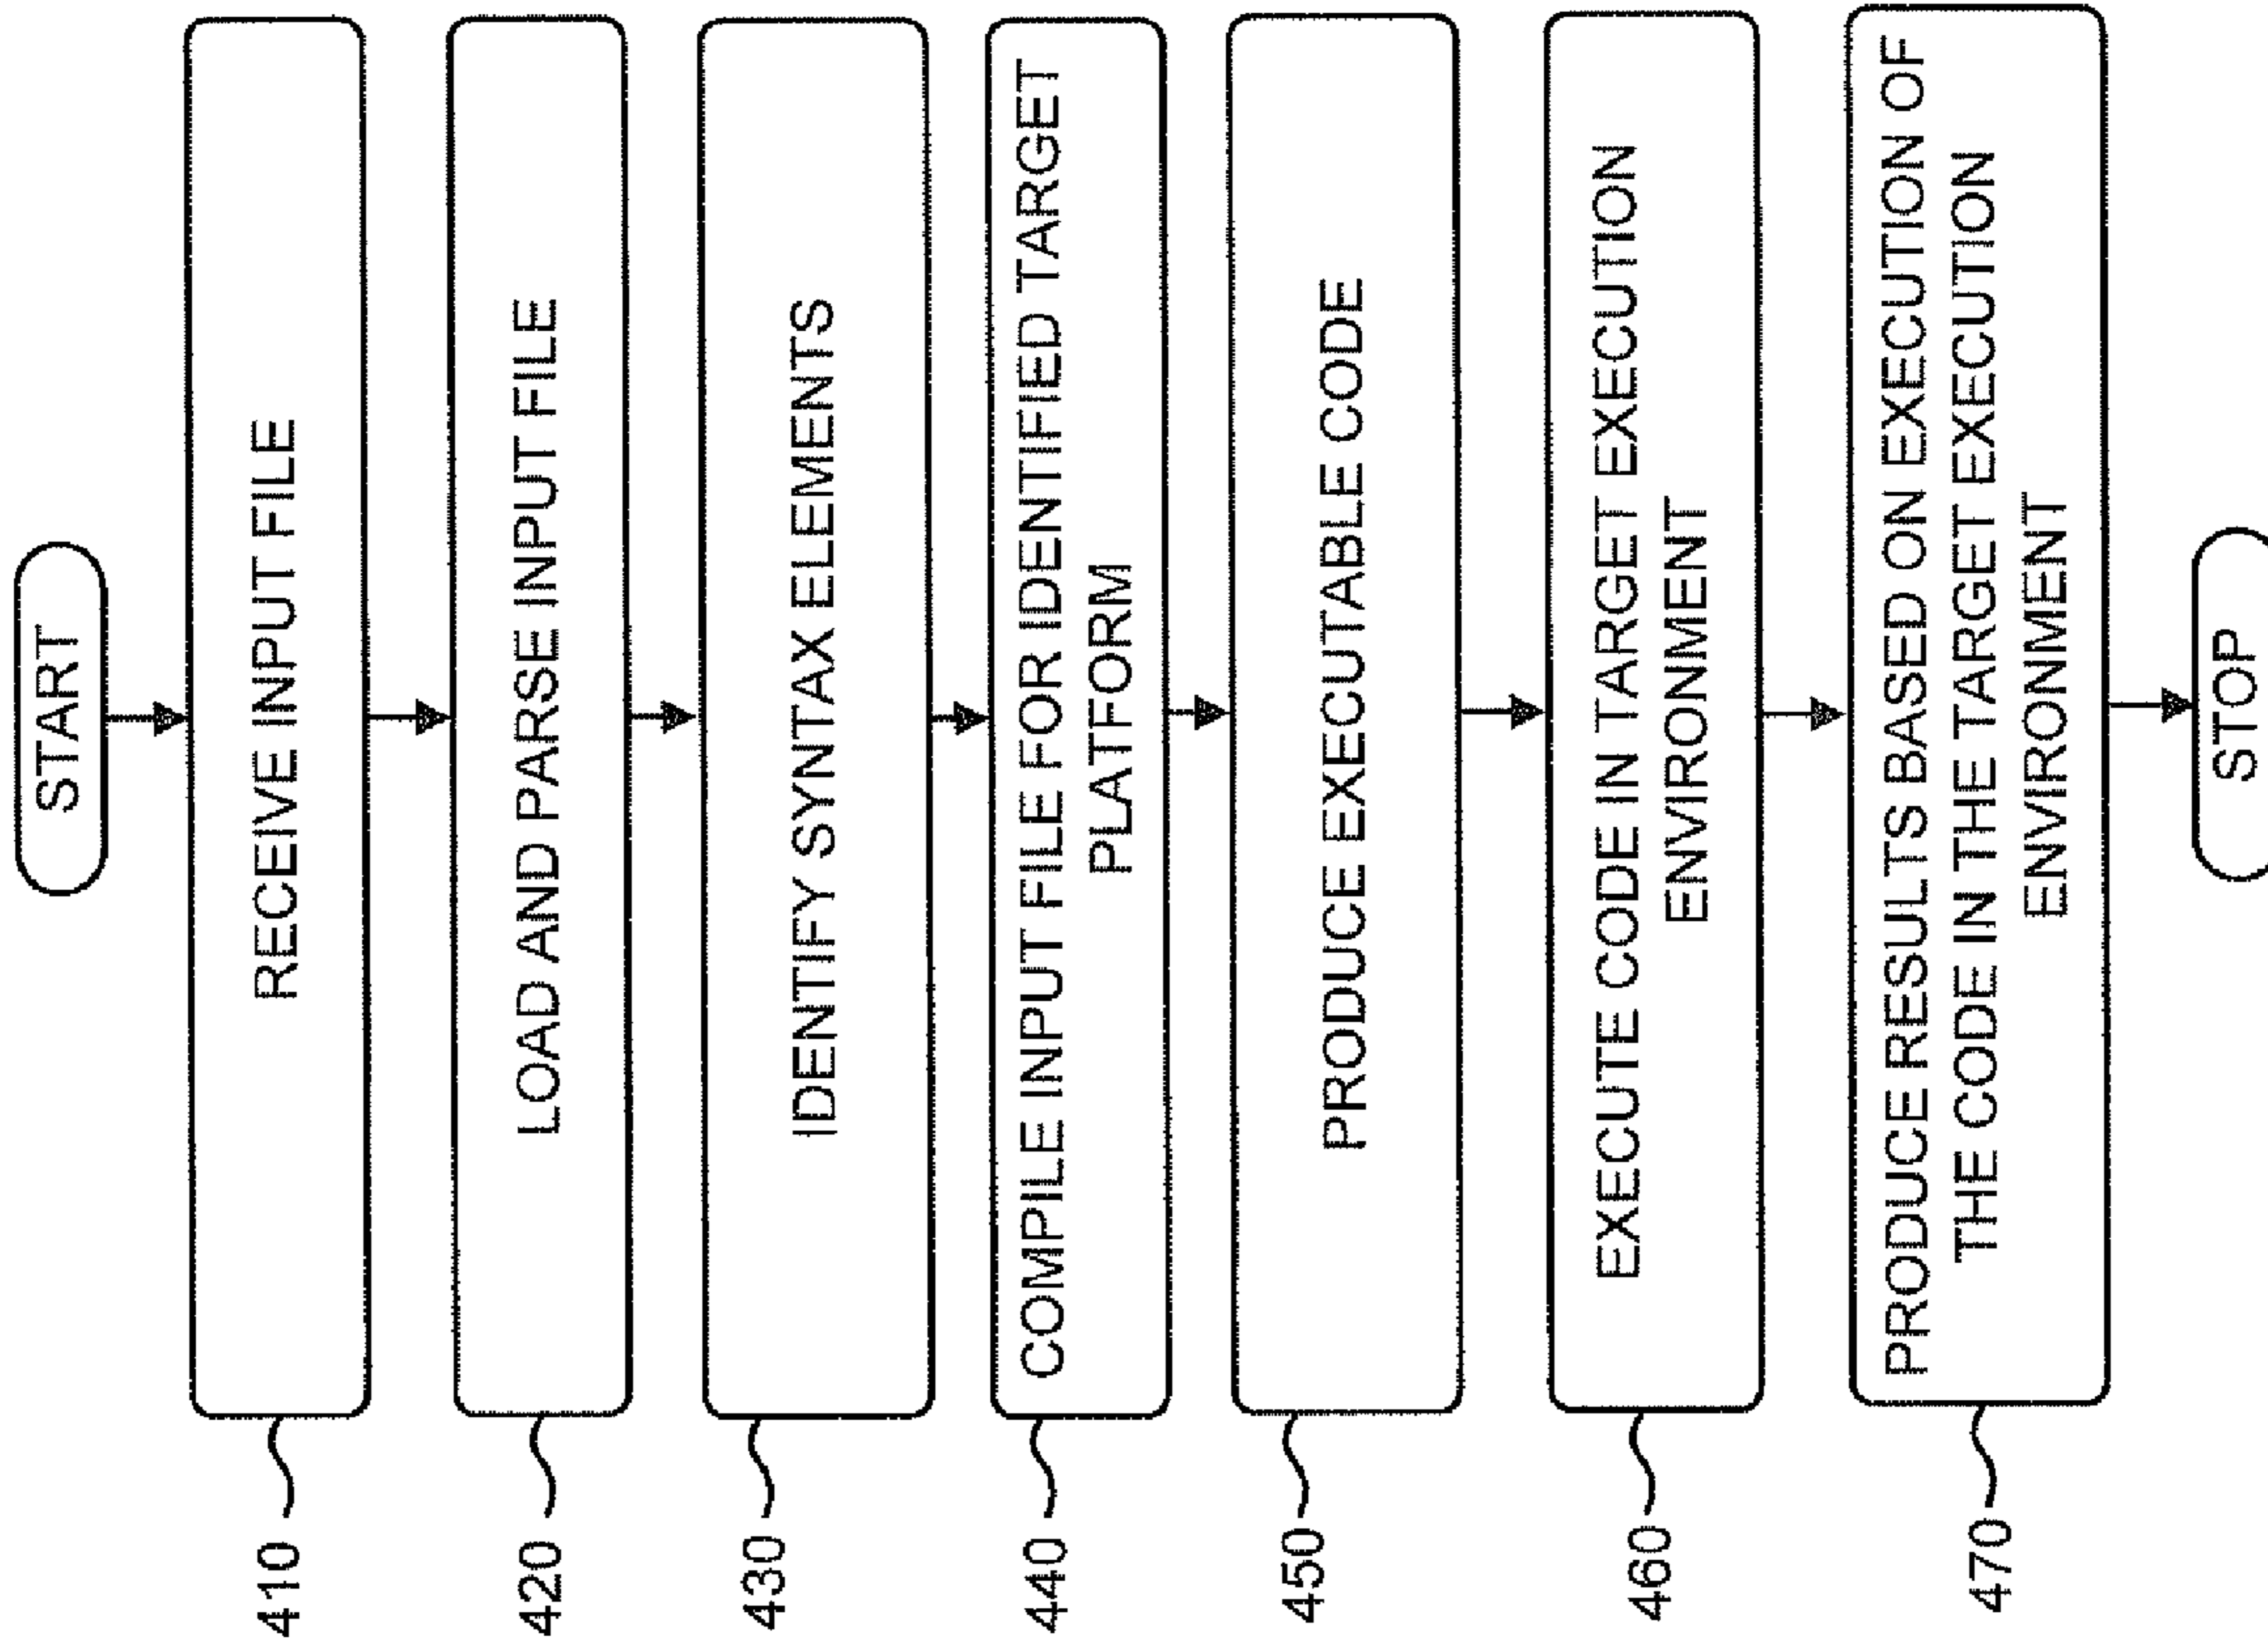 START
410
RECEIVE INPUT FILE
420
LOAD AND PARSE INPUT FILE
430
IDENTIFY SYNTAX ELEMENTS
440
COMPILE INPUT FILE FOR IDENTIFIED TARGET
PLATFORM
450
PRODUCE EXECUTABLE CODE
460
EXECUTE CODE IN TARGET EXECUTION
ENVIRONMENT
470
PRODUCE RESULTS BASED ON EXECUTION OF
THE CODE IN THE TARGET EXECUTION
ENVIRONMENT
STOP